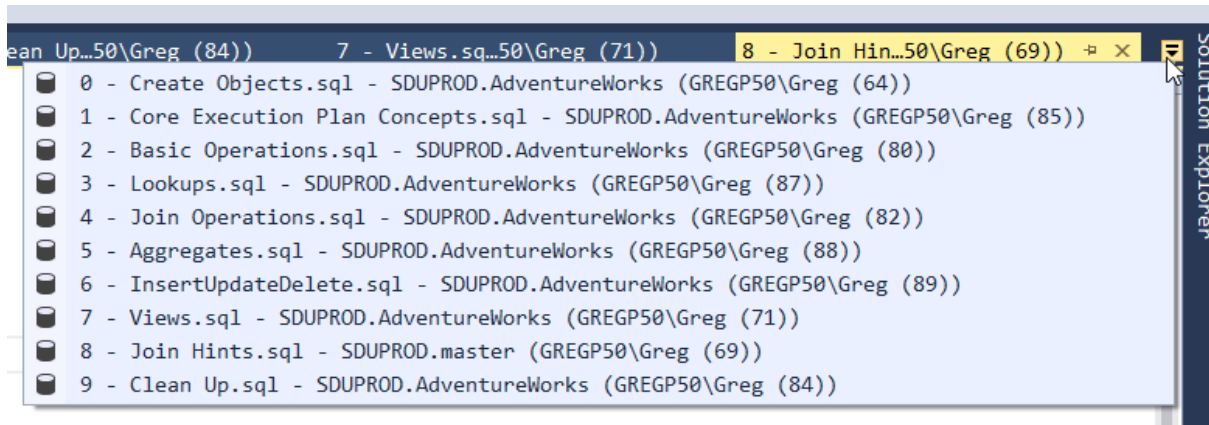 ean Up…50\Greg (84)) 7 - Views.sq…50\Greg (71)) 8 - Join Hin…50\Greg (69))
0 - Create Objects.sql - SDUPROD.AdventureWorks (GREGP50\Greg (64))
1 - Core Execution Plan Concepts.sql - SDUPROD.AdventureWorks (GREGP50\Greg (85))
2 - Basic Operations.sql - SDUPROD.AdventureWorks (GREGP50\Greg (80))
3 - Lookups.sql - SDUPROD.AdventureWorks (GREGP50\Greg (87))
4 - Join Operations.sql - SDUPROD.AdventureWorks (GREGP50\Greg (82))
5 - Aggregates.sql - SDUPROD.AdventureWorks (GREGP50\Greg (88))
6 - InsertUpdateDelete.sql - SDUPROD.AdventureWorks (GREGP50\Greg (89))
7 - Views.sql - SDUPROD.AdventureWorks (GREGP50\Greg (71))
8 - Join Hints.sql - SDUPROD.master (GREGP50\Greg (69))
9 - Clean Up.sql - SDUPROD.AdventureWorks (GREGP50\Greg (84))
Solution Explorer